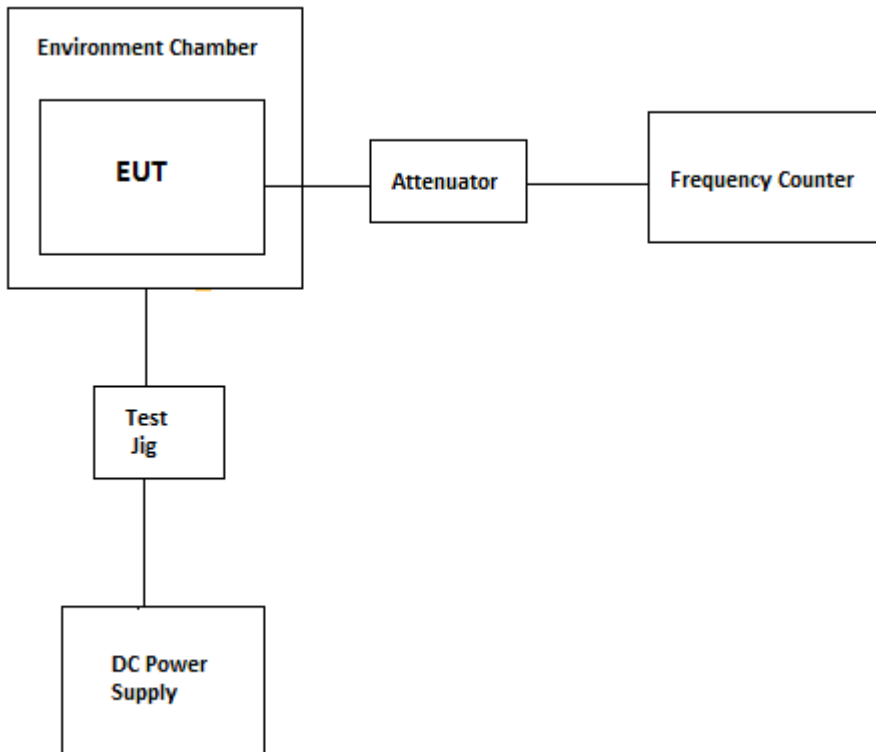 Environment Chamber
EUT
Attenuator
Frequency Counter
Test
Jig
DC Power
Supply